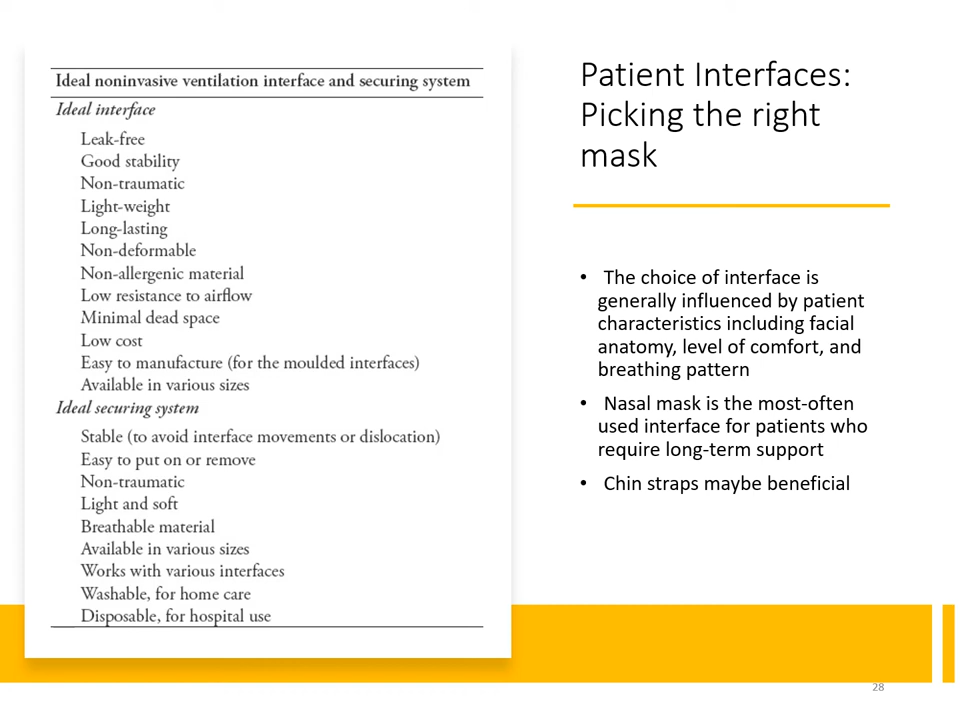 Ideal noninvasive ventilation interface and securing system
Ideal interface
Leak-free
Good stability
Non-traumatic
Light-weight
Long-lasting
Non-deformable
Non-allergenic material
Low resistance to airflow
Minimal dead space
Low cost
Easy to manufacture (for the moulded interfaces)
Available in various sizes
Ideal securing system
Stable (to avoid interface movements or dislocation)
Easy to put on or remove
Non-traumatic
Light and soft
Breathable material
Available in various sizes
Works with various interfaces
Washable, for home care
Disposable, for hospital use
Patient Interfaces:
Picking the right
mask
• The choice of interface is
generally influenced by patient
characteristics including facial
anatomy, level of comfort, and
breathing pattern
• Nasal mask is the most-often
used interface for patients who
require long-term support
• Chin straps maybe beneficial
28